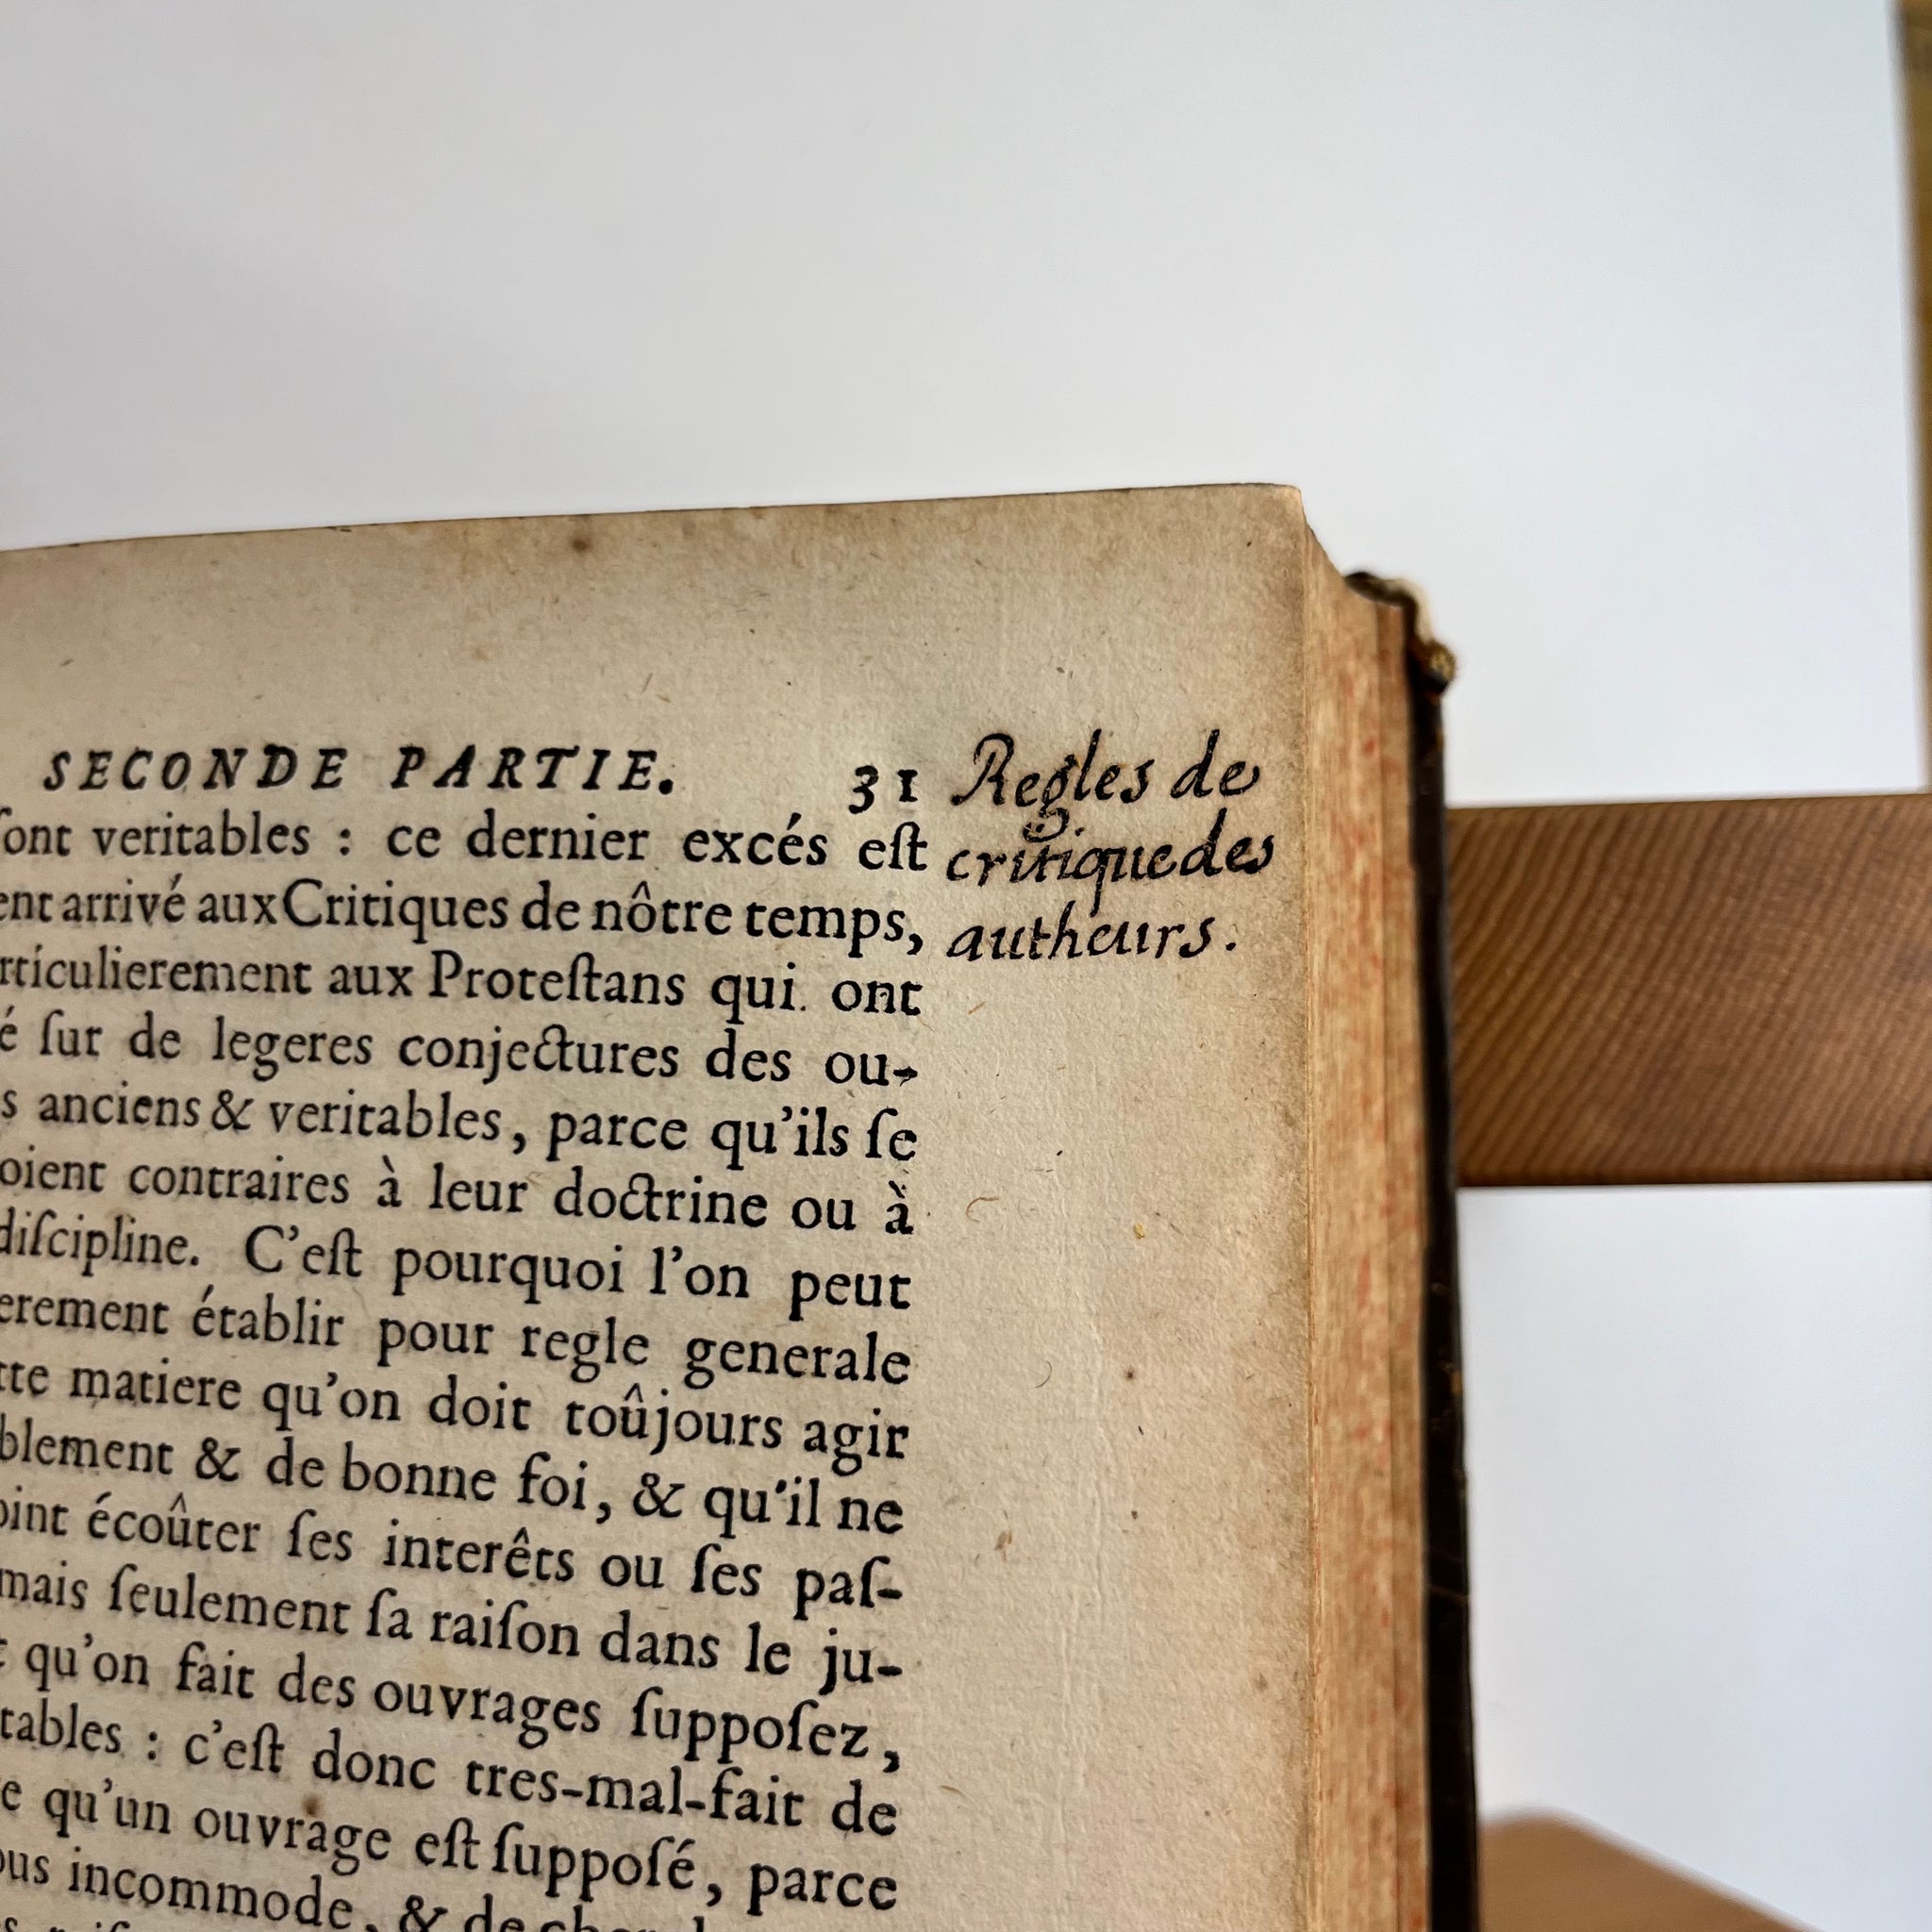 SECONDE PARTIE. 31
ſont veritables : ce dernier excés eſt
ent arrivé aux Critiques de nôtre temps,
rticulierement aux Proteſtans qui ont
é ſur de legeres conjectures des ou-
s anciens & veritables, parce qu'ils ſe
oient contraires à leur doctrine ou à
diſcipline. C'eſt pourquoi l'on peut
erement établir pour regle generale
tte matiere qu'on doit toûjours agir
blement & de bonne foi, & qu'il ne
oint écoûter ſes interêts ou ſes paſ-
mais ſeulement ſa raiſon dans le ju-
t qu'on fait des ouvrages ſuppoſez,
tables : c'eſt donc tres-mal-fait de
e qu'un ouvrage eſt ſuppoſé, parce
ous incommode, & de
Regles de
critique des
autheurs.